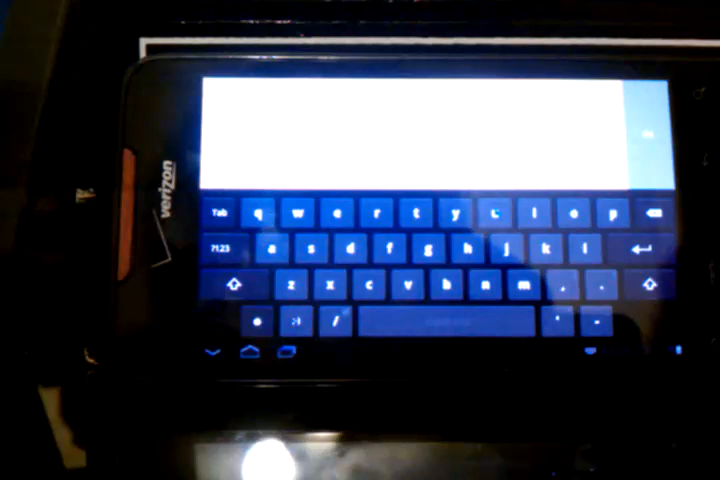 verizon
Tab q w e r t y u i o p
?123 a s d f g h j k l
z x c v b n m , .
:-) / ' -